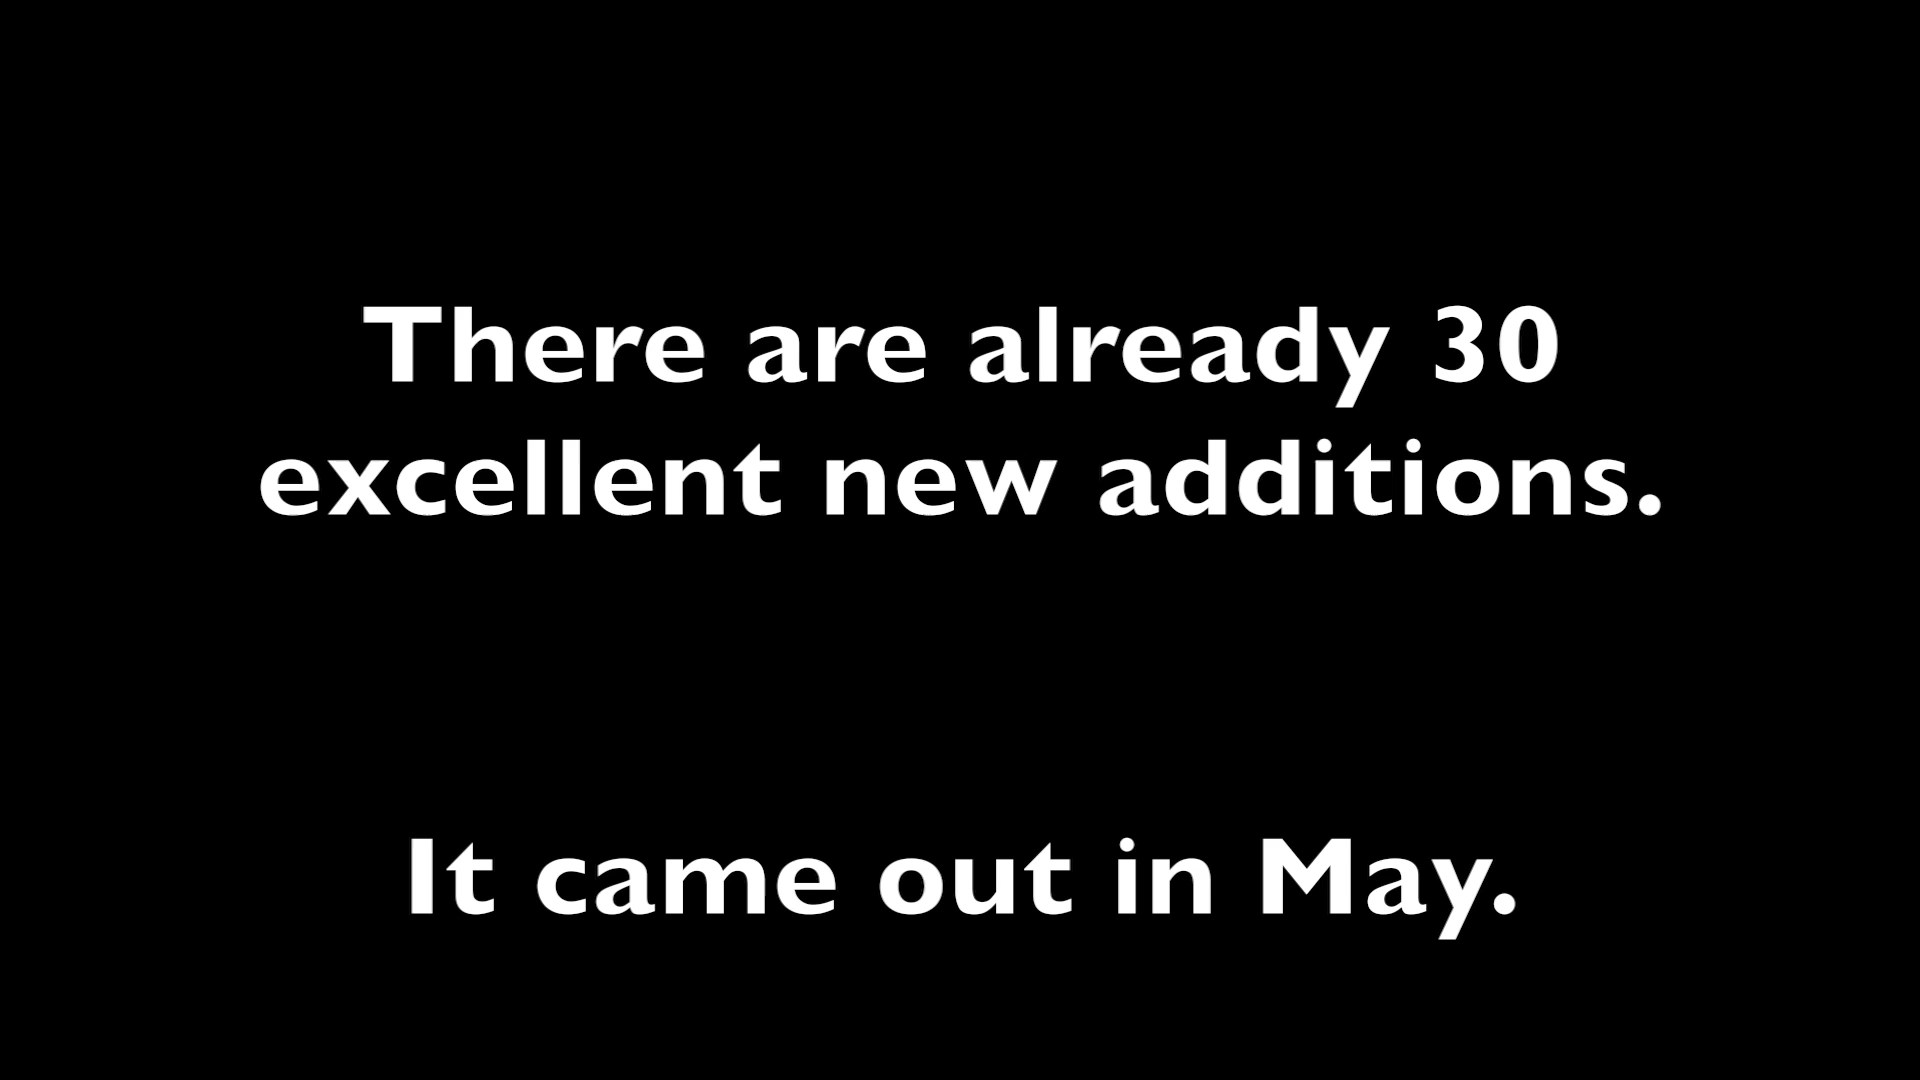 There are already 30
excellent new additions.
It came out in May.